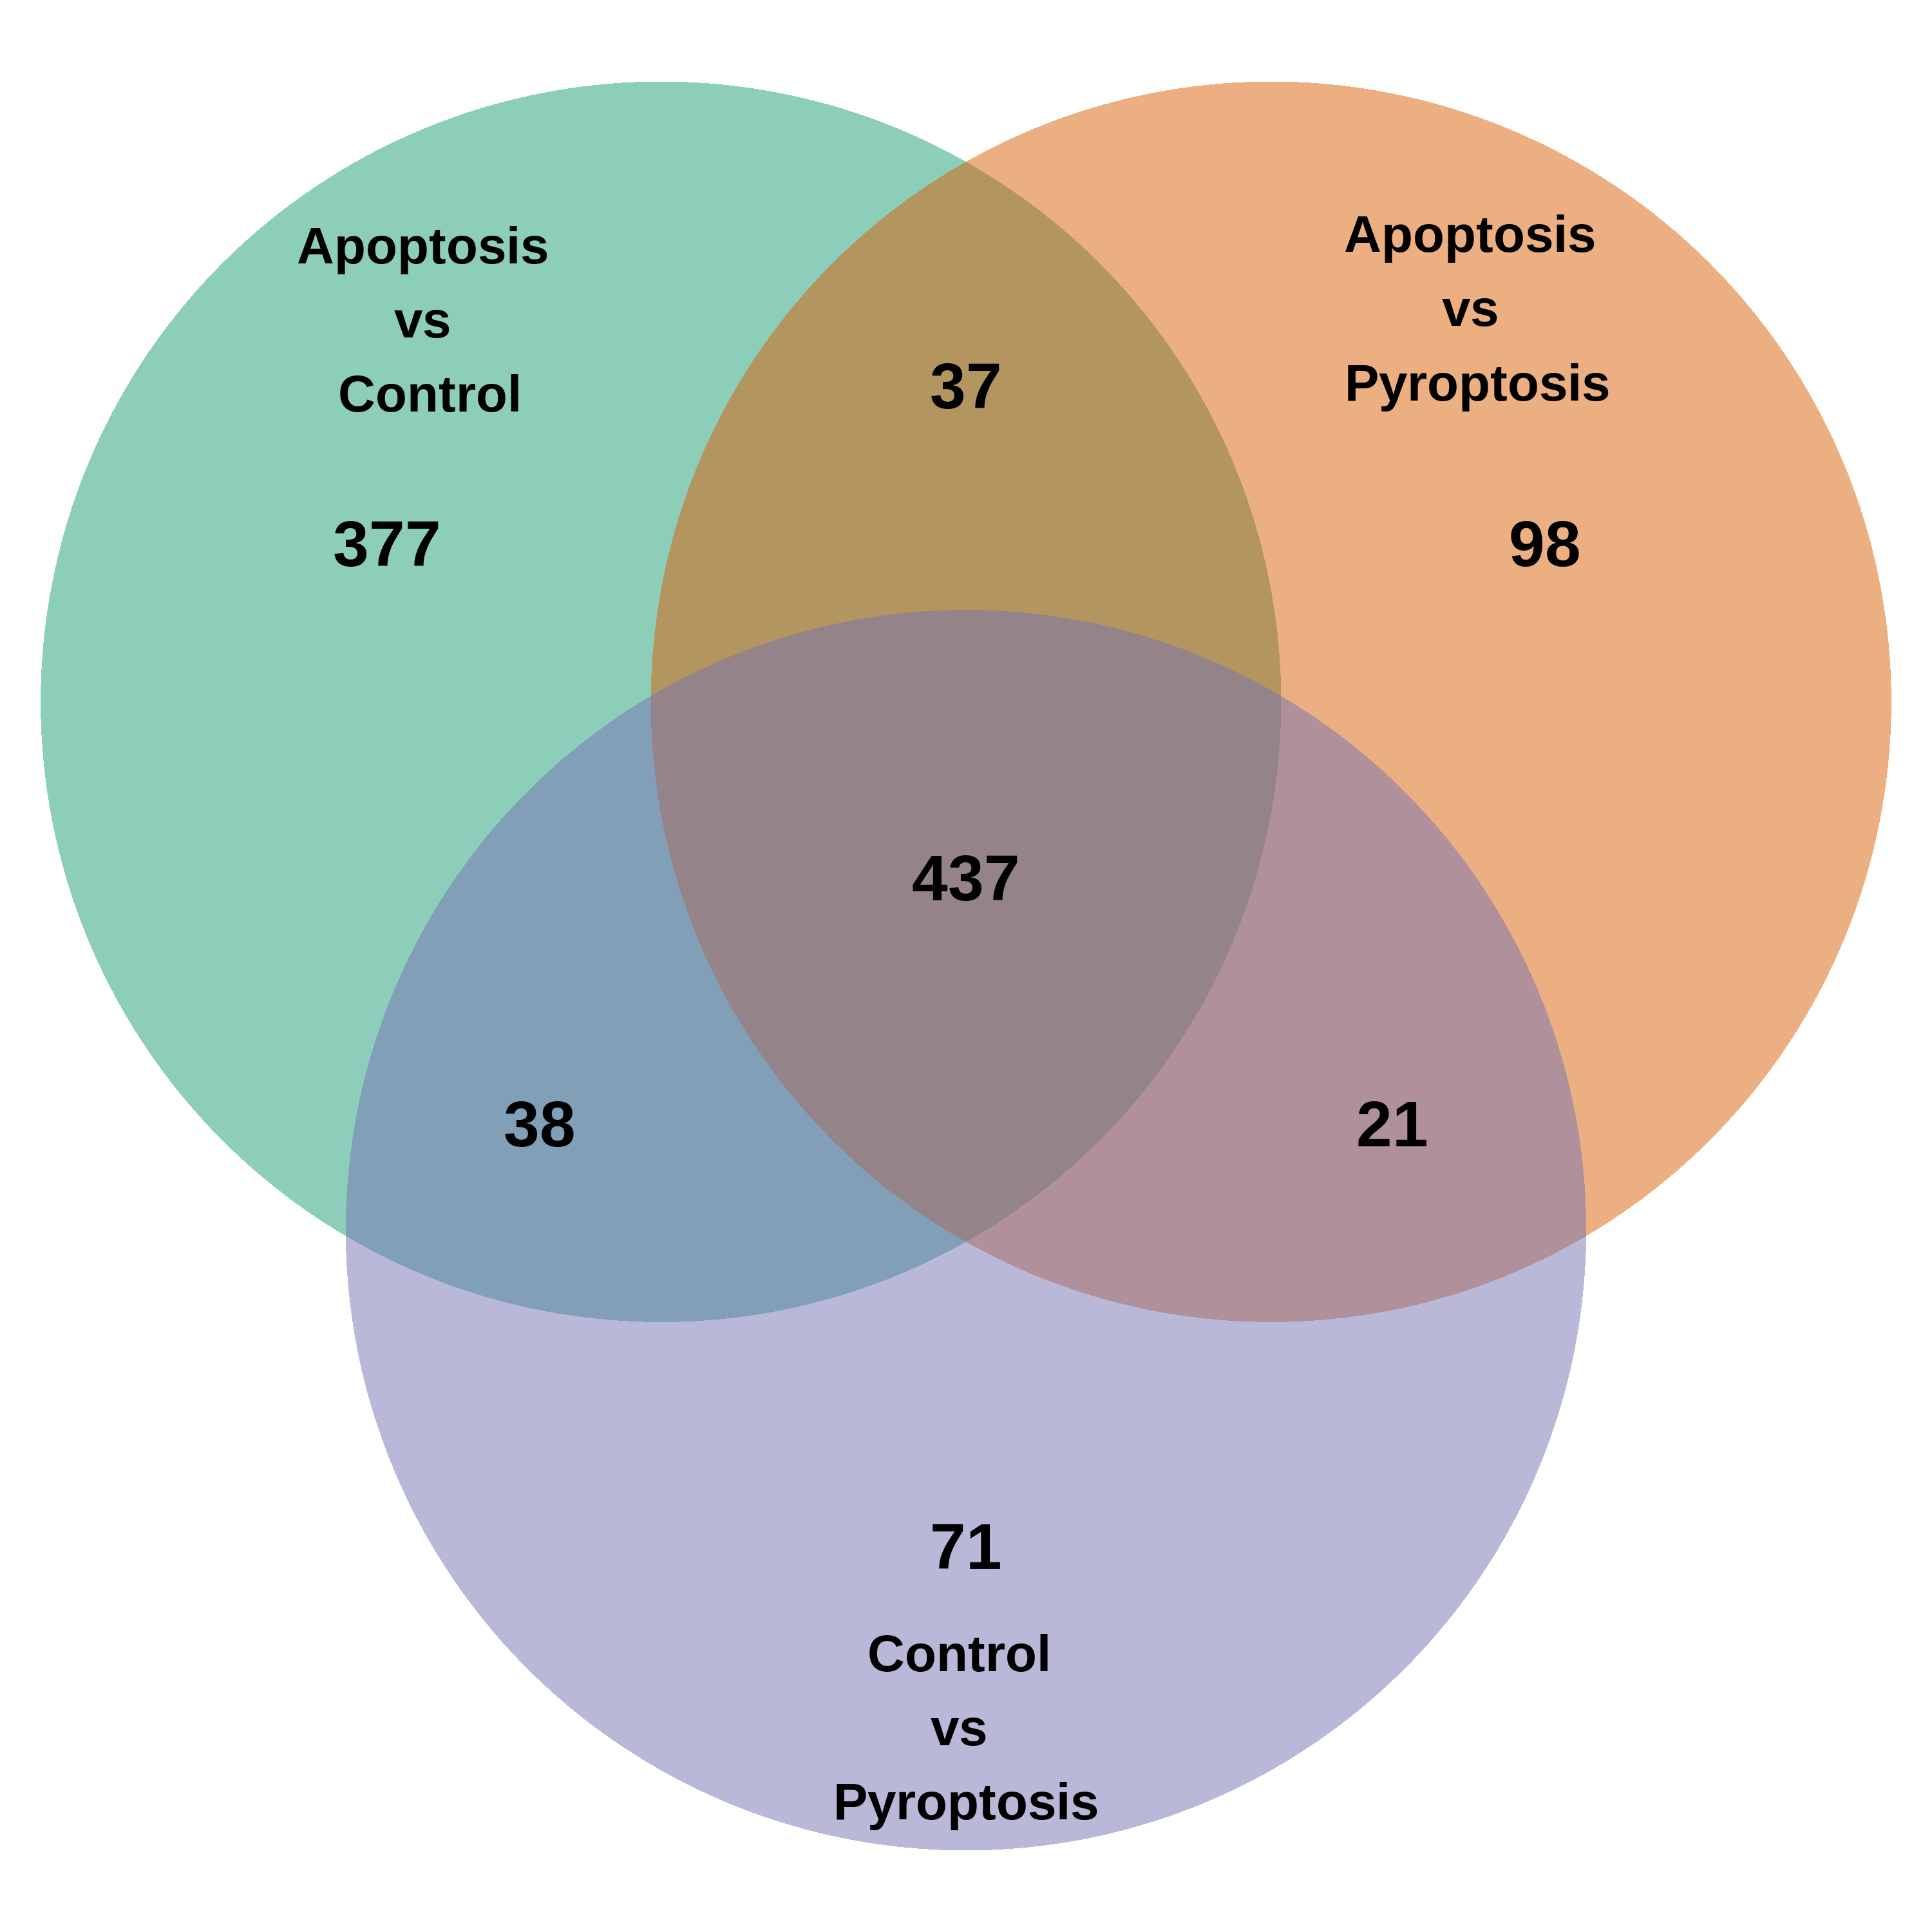 Apoptosis
vs
Control
377
Apoptosis
vs
Pyroptosis
98
37
437
38
21
71
Control
vs
Pyroptosis